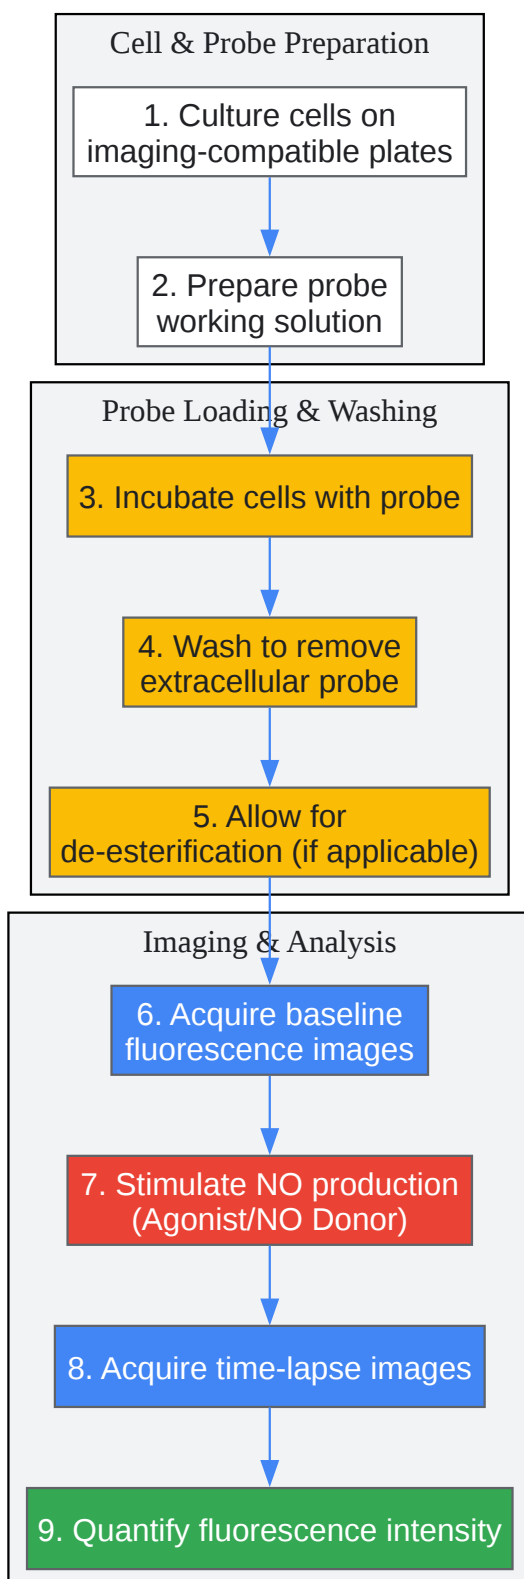 Cell & Probe Preparation
1. Culture cells on
imaging-compatible plates
2. Prepare probe
working solution
Probe Loading & Washing
3. Incubate cells with probe
4. Wash to remove
extracellular probe
5. Allow for
de-esterification (if applicable)
Imaging & Analysis
6. Acquire baseline
fluorescence images
7. Stimulate NO production
(Agonist/NO Donor)
8. Acquire time-lapse images
9. Quantify fluorescence intensity